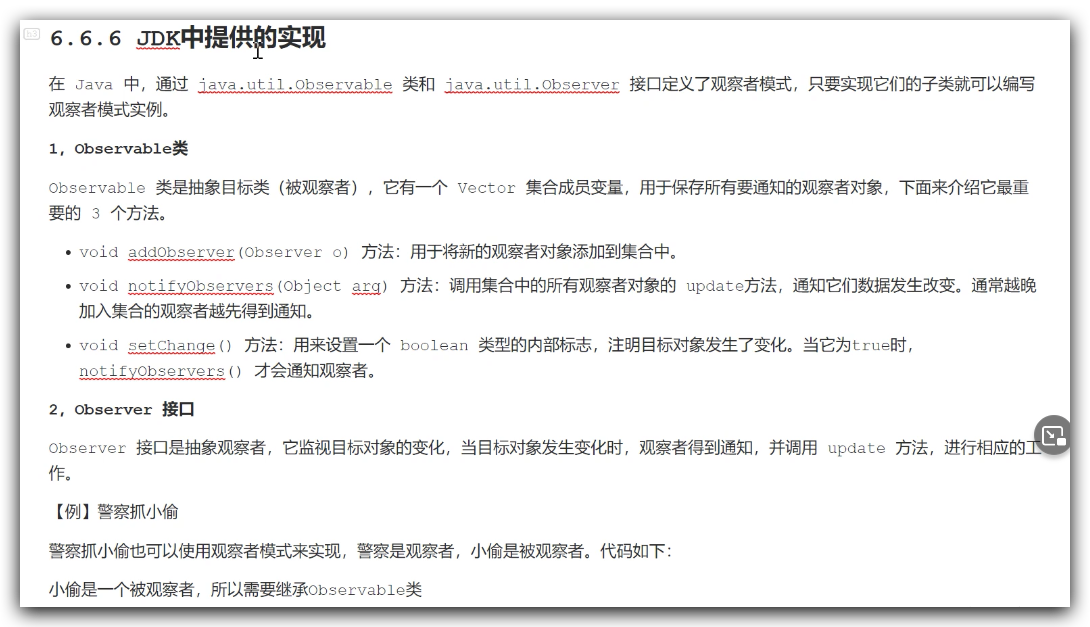 h3
6.6.6 JDK中提供的实现
在 Java 中，通过 java.util.Observable 类和 java.util.Observer 接口定义了观察者模式，只要实现它们的子类就可以编写
观察者模式实例。
1，Observable类
Observable 类是抽象目标类（被观察者），它有一个 Vector 集合成员变量，用于保存所有要通知的观察者对象，下面来介绍它最重
要的 3 个方法。
• void addObserver(Observer o) 方法：用于将新的观察者对象添加到集合中。
• void notifyObservers(Object arg) 方法：调用集合中的所有观察者对象的 update方法，通知它们数据发生改变。通常越晚
加入集合的观察者越先得到通知。
• void setChange() 方法：用来设置一个 boolean 类型的内部标志，注明目标对象发生了变化。当它为true时，
notifyObservers() 才会通知观察者。
2，Observer 接口
Observer 接口是抽象观察者，它监视目标对象的变化，当目标对象发生变化时，观察者得到通知，并调用 update 方法，进行相应的工
作。
【例】警察抓小偷
警察抓小偷也可以使用观察者模式来实现，警察是观察者，小偷是被观察者。代码如下：
小偷是一个被观察者，所以需要继承Observable类